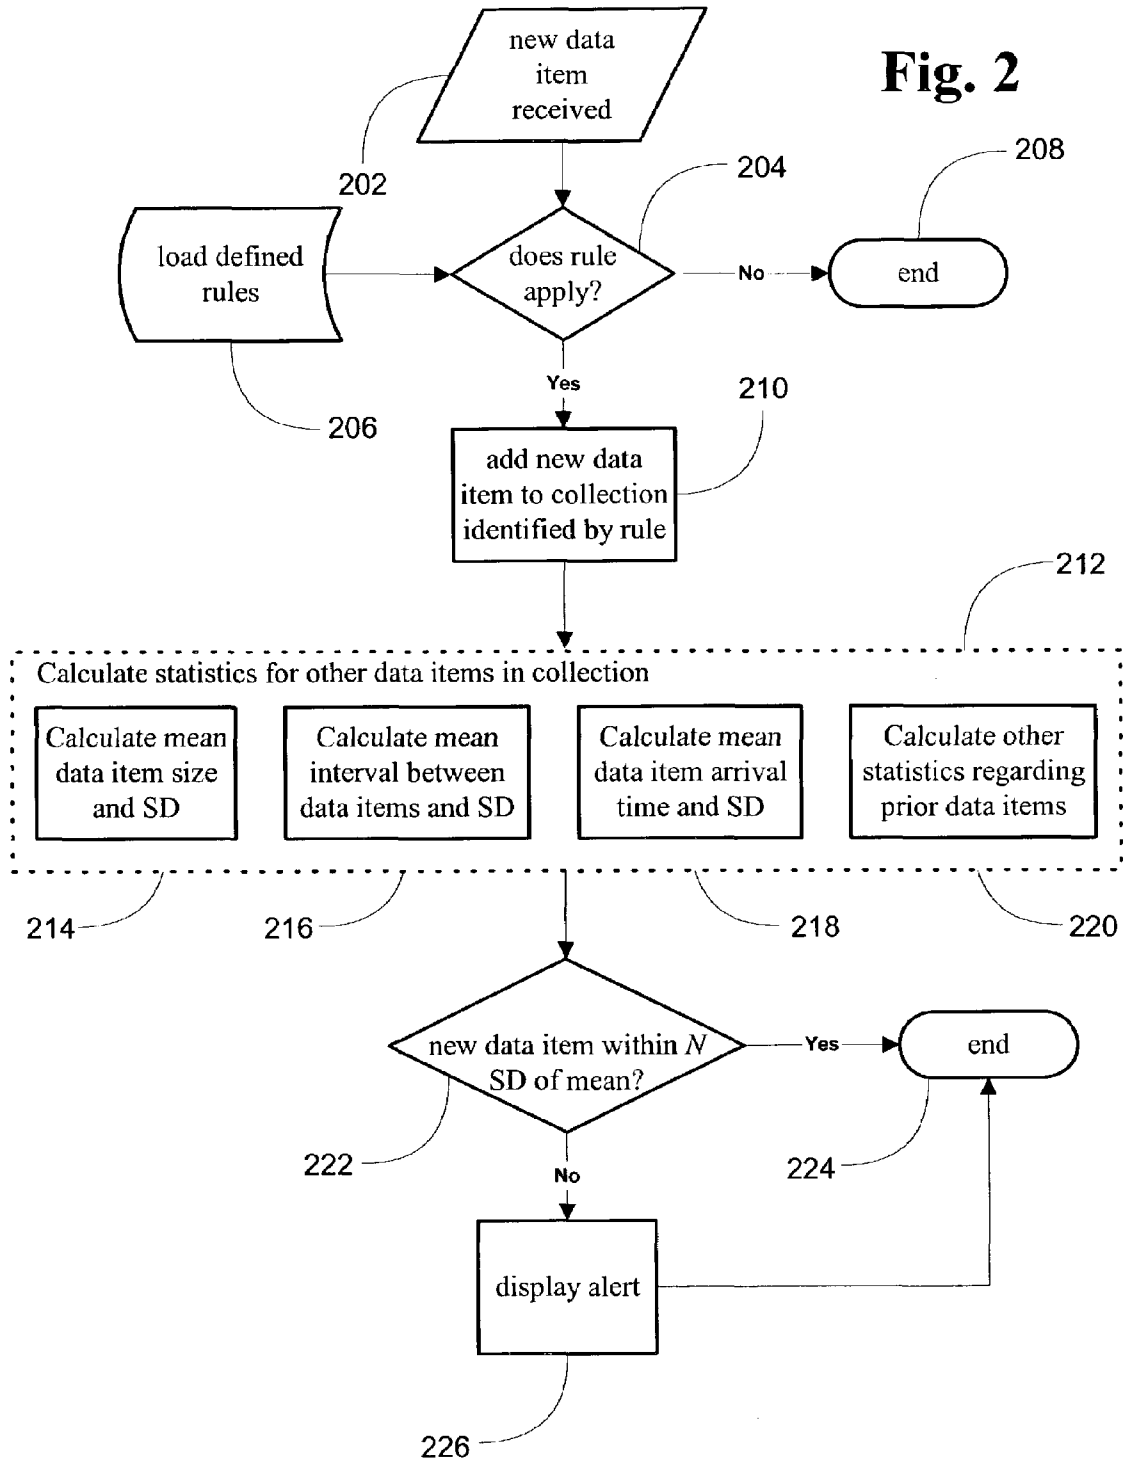 new data
item
received
Fig. 2
202
204
208
load defined
rules
does rule
apply?
No
end
206
Yes
210
add new data
item to collection
identified by rule
212
Calculate statistics for other data items in collection
Calculate mean
data item size
and SD
Calculate mean
interval between
data items and SD
Calculate mean
data item arrival
time and SD
Calculate other
statistics regarding
prior data items
214
216
218
220
new data item within N
SD of mean?
Yes
end
222
224
No
display alert
226